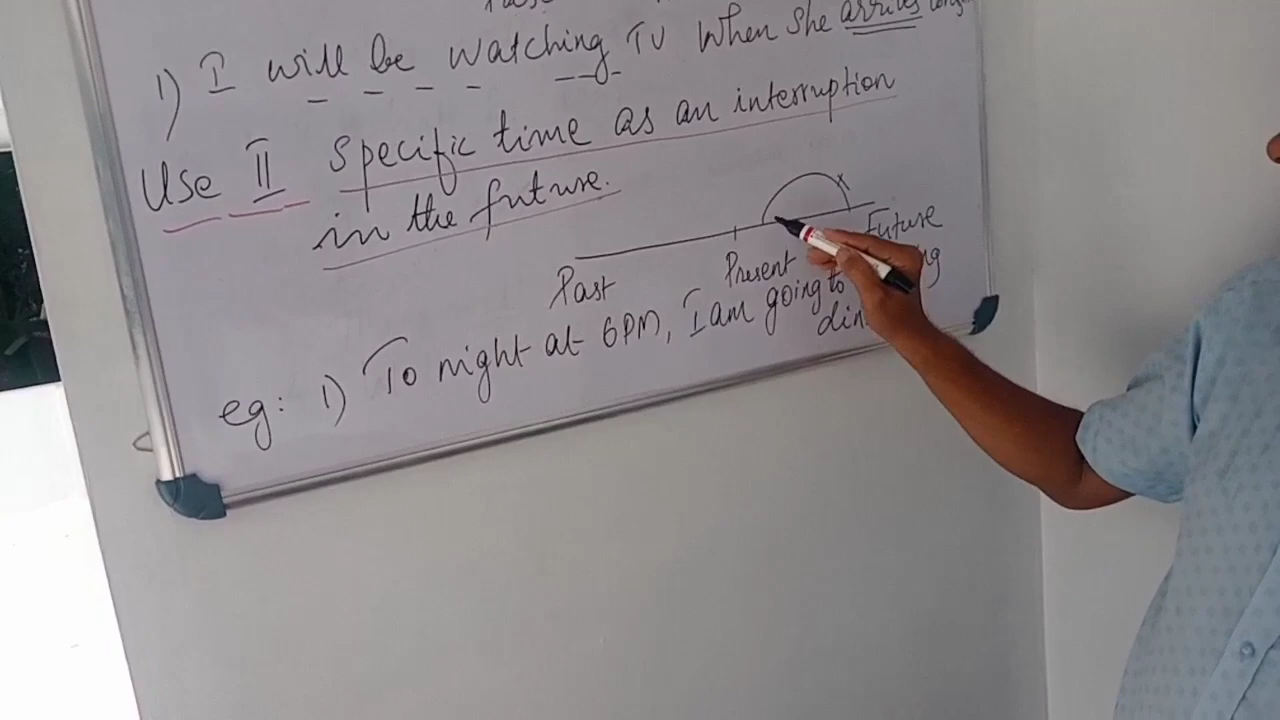 1) I will be watching TV When she arrives
Use II Specific time as an interruption
in the future.
Past Present Future
eg: 1) To night at 6PM, I am going to